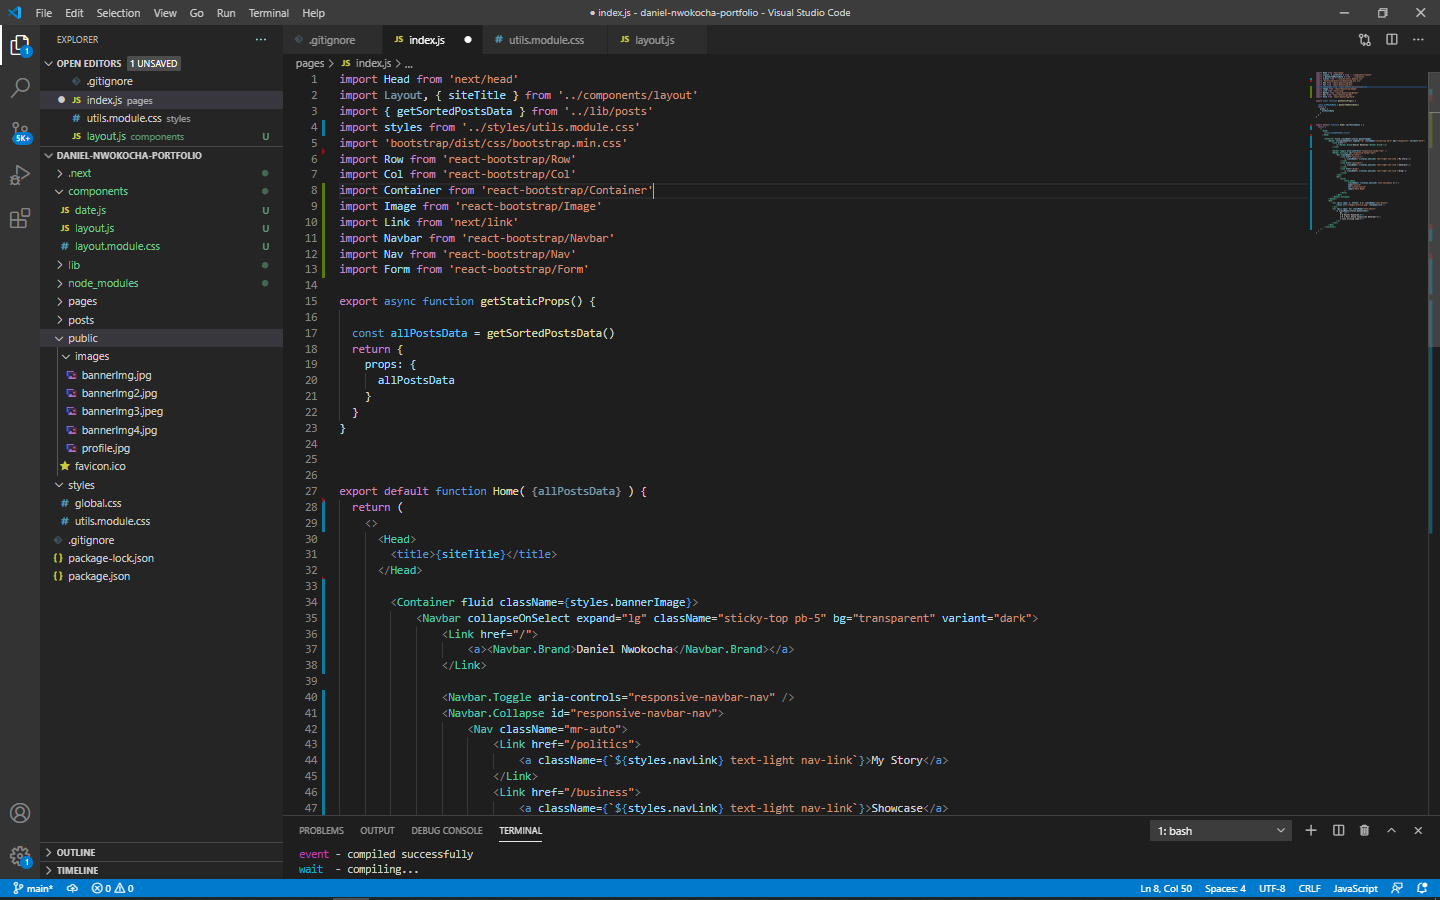 File Edit Selection View Go Run Terminal Help
● index.js - daniel-nwokocha-portfolio - Visual Studio Code
EXPLORER
OPEN EDITORS 1 UNSAVED
.gitignore
JS index.js pages
# utils.module.css styles
JS layout.js components U
DANIEL-NWOKOCHA-PORTFOLIO
.next
components
JS date.js U
JS layout.js U
# layout.module.css U
lib
node_modules
pages
posts
public
images
bannerImg.jpg
bannerImg2.jpg
bannerImg3.jpeg
bannerImg4.jpg
profile.jpg
favicon.ico
styles
# global.css
# utils.module.css
.gitignore
{} package-lock.json
{} package.json
OUTLINE
TIMELINE
1
5K+
1
.gitignore JS index.js ● # utils.module.css JS layout.js
pages > JS index.js > ...
1 import Head from 'next/head'
2 import Layout, { siteTitle } from '../components/layout'
3 import { getSortedPostsData } from '../lib/posts'
4 import styles from '../styles/utils.module.css'
5 import 'bootstrap/dist/css/bootstrap.min.css'
6 import Row from 'react-bootstrap/Row'
7 import Col from 'react-bootstrap/Col'
8 import Container from 'react-bootstrap/Container'
9 import Image from 'react-bootstrap/Image'
10 import Link from 'next/link'
11 import Navbar from 'react-bootstrap/Navbar'
12 import Nav from 'react-bootstrap/Nav'
13 import Form from 'react-bootstrap/Form'
14
15 export async function getStaticProps() {
16
17 const allPostsData = getSortedPostsData()
18 return {
19 props: {
20 allPostsData
21 }
22 }
23 }
24
25
26
27 export default function Home( {allPostsData} ) {
28 return (
29 <>
30 <Head>
31 <title>{siteTitle}</title>
32 </Head>
33
34 <Container fluid className={styles.bannerImage}>
35 <Navbar collapseOnSelect expand="lg" className="sticky-top pb-5" bg="transparent" variant="dark">
36 <Link href="/">
37 <a><Navbar.Brand>Daniel Nwokocha</Navbar.Brand></a>
38 </Link>
39
40 <Navbar.Toggle aria-controls="responsive-navbar-nav" />
41 <Navbar.Collapse id="responsive-navbar-nav">
42 <Nav className="mr-auto">
43 <Link href="/politics">
44 <a className={`${styles.navLink} text-light nav-link`}>My Story</a>
45 </Link>
46 <Link href="/business">
47 <a className={`${styles.navLink} text-light nav-link`}>Showcase</a>
PROBLEMS OUTPUT DEBUG CONSOLE TERMINAL 1: bash
event - compiled successfully
wait - compiling...
main* 0 0 Ln 8, Col 50 Spaces: 4 UTF-8 CRLF JavaScript